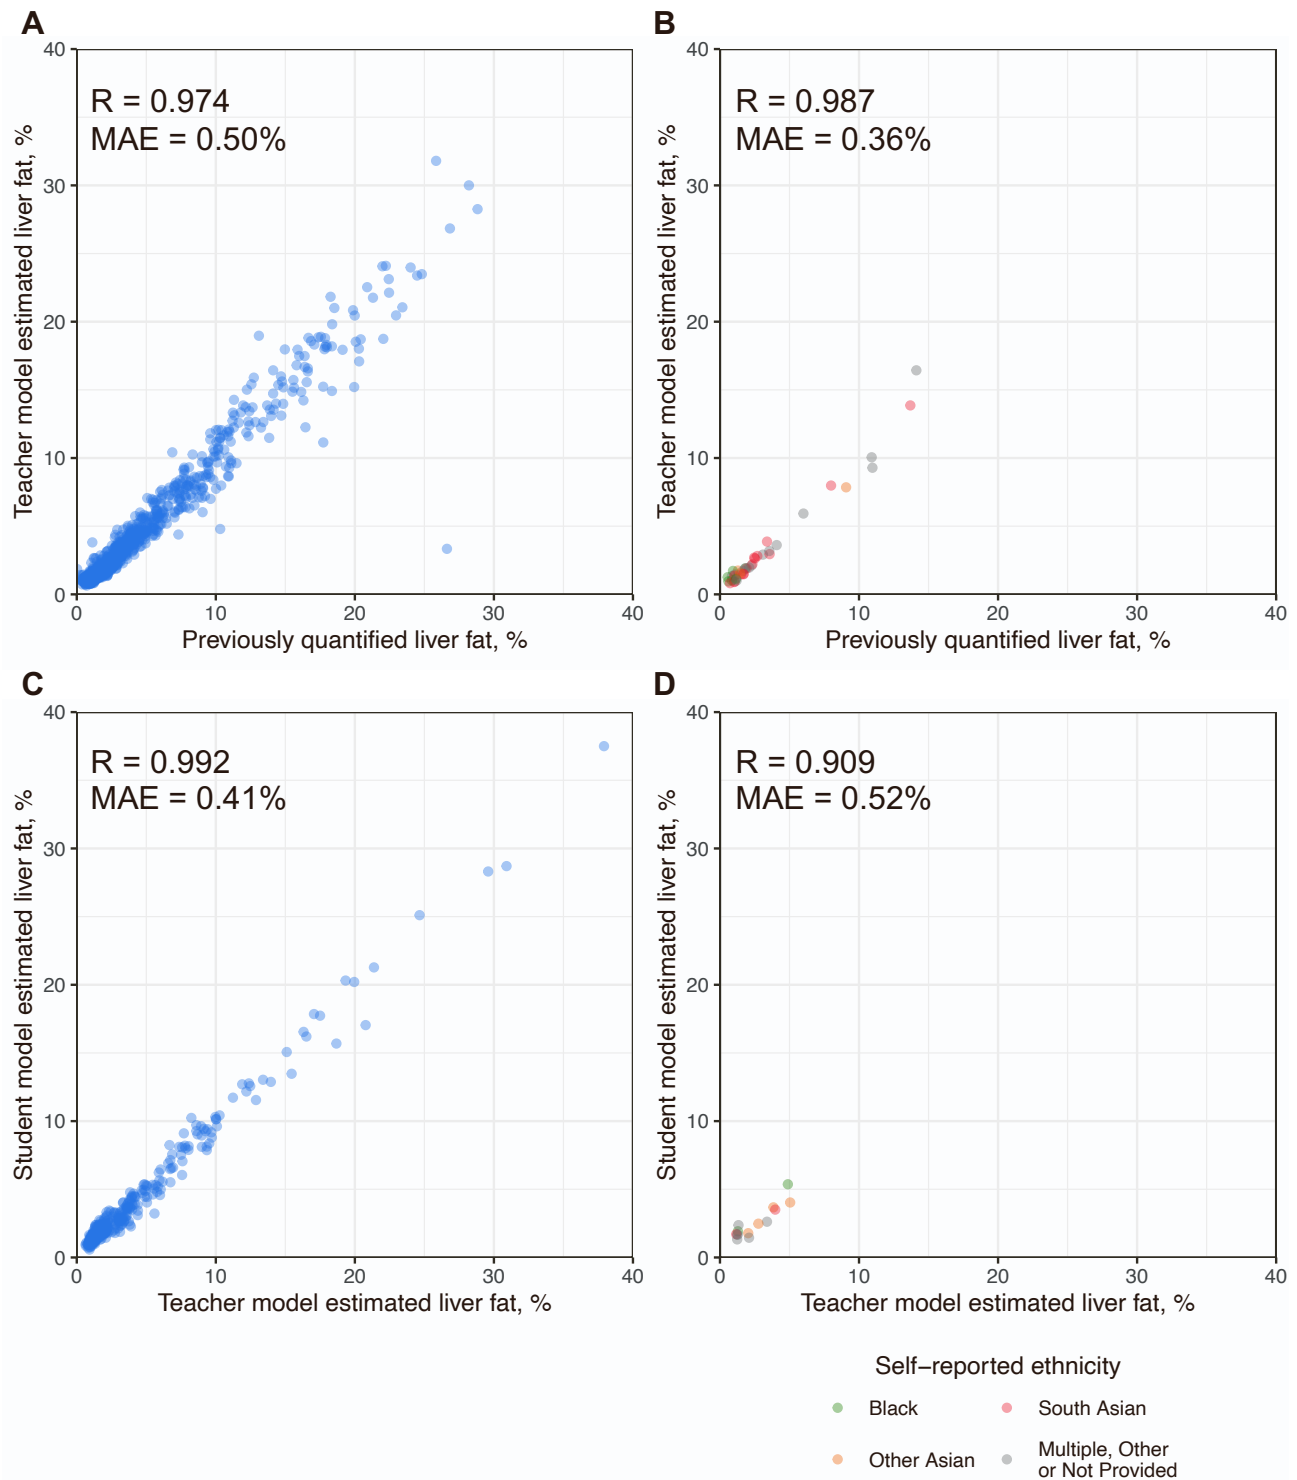 A
B
40
30
20
10
0
R = 0.974
MAE = 0.50%
Teacher model estimated liver fat, %
0 10 20 30 40
Previously quantified liver fat, %
40
30
20
10
0
R = 0.987
MAE = 0.36%
Teacher model estimated liver fat, %
0 10 20 30 40
Previously quantified liver fat, %
C
D
40
30
20
10
0
R = 0.992
MAE = 0.41%
Student model estimated liver fat, %
0 10 20 30 40
Teacher model estimated liver fat, %
40
30
20
10
0
R = 0.909
MAE = 0.52%
Student model estimated liver fat, %
0 10 20 30 40
Teacher model estimated liver fat, %
Self−reported ethnicity
Black
South Asian
Other Asian
Multiple, Other
or Not Provided